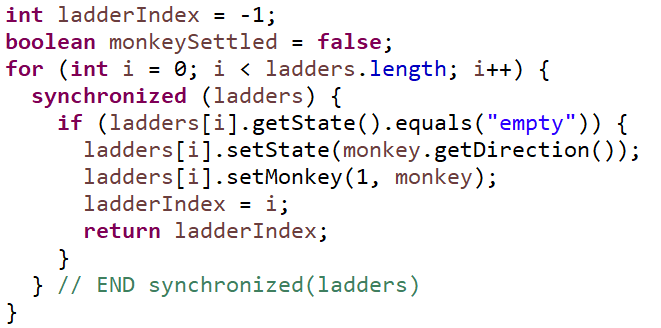 int ladderIndex = -1;
boolean monkeySettled = false;
for (int i = 0; i < ladders.length; i++) {
  synchronized (ladders) {
    if (ladders[i].getState().equals("empty")) {
      ladders[i].setState(monkey.getDirection());
      ladders[i].setMonkey(1, monkey);
      ladderIndex = i;
      return ladderIndex;
    }
  } // END synchronized(ladders)
}